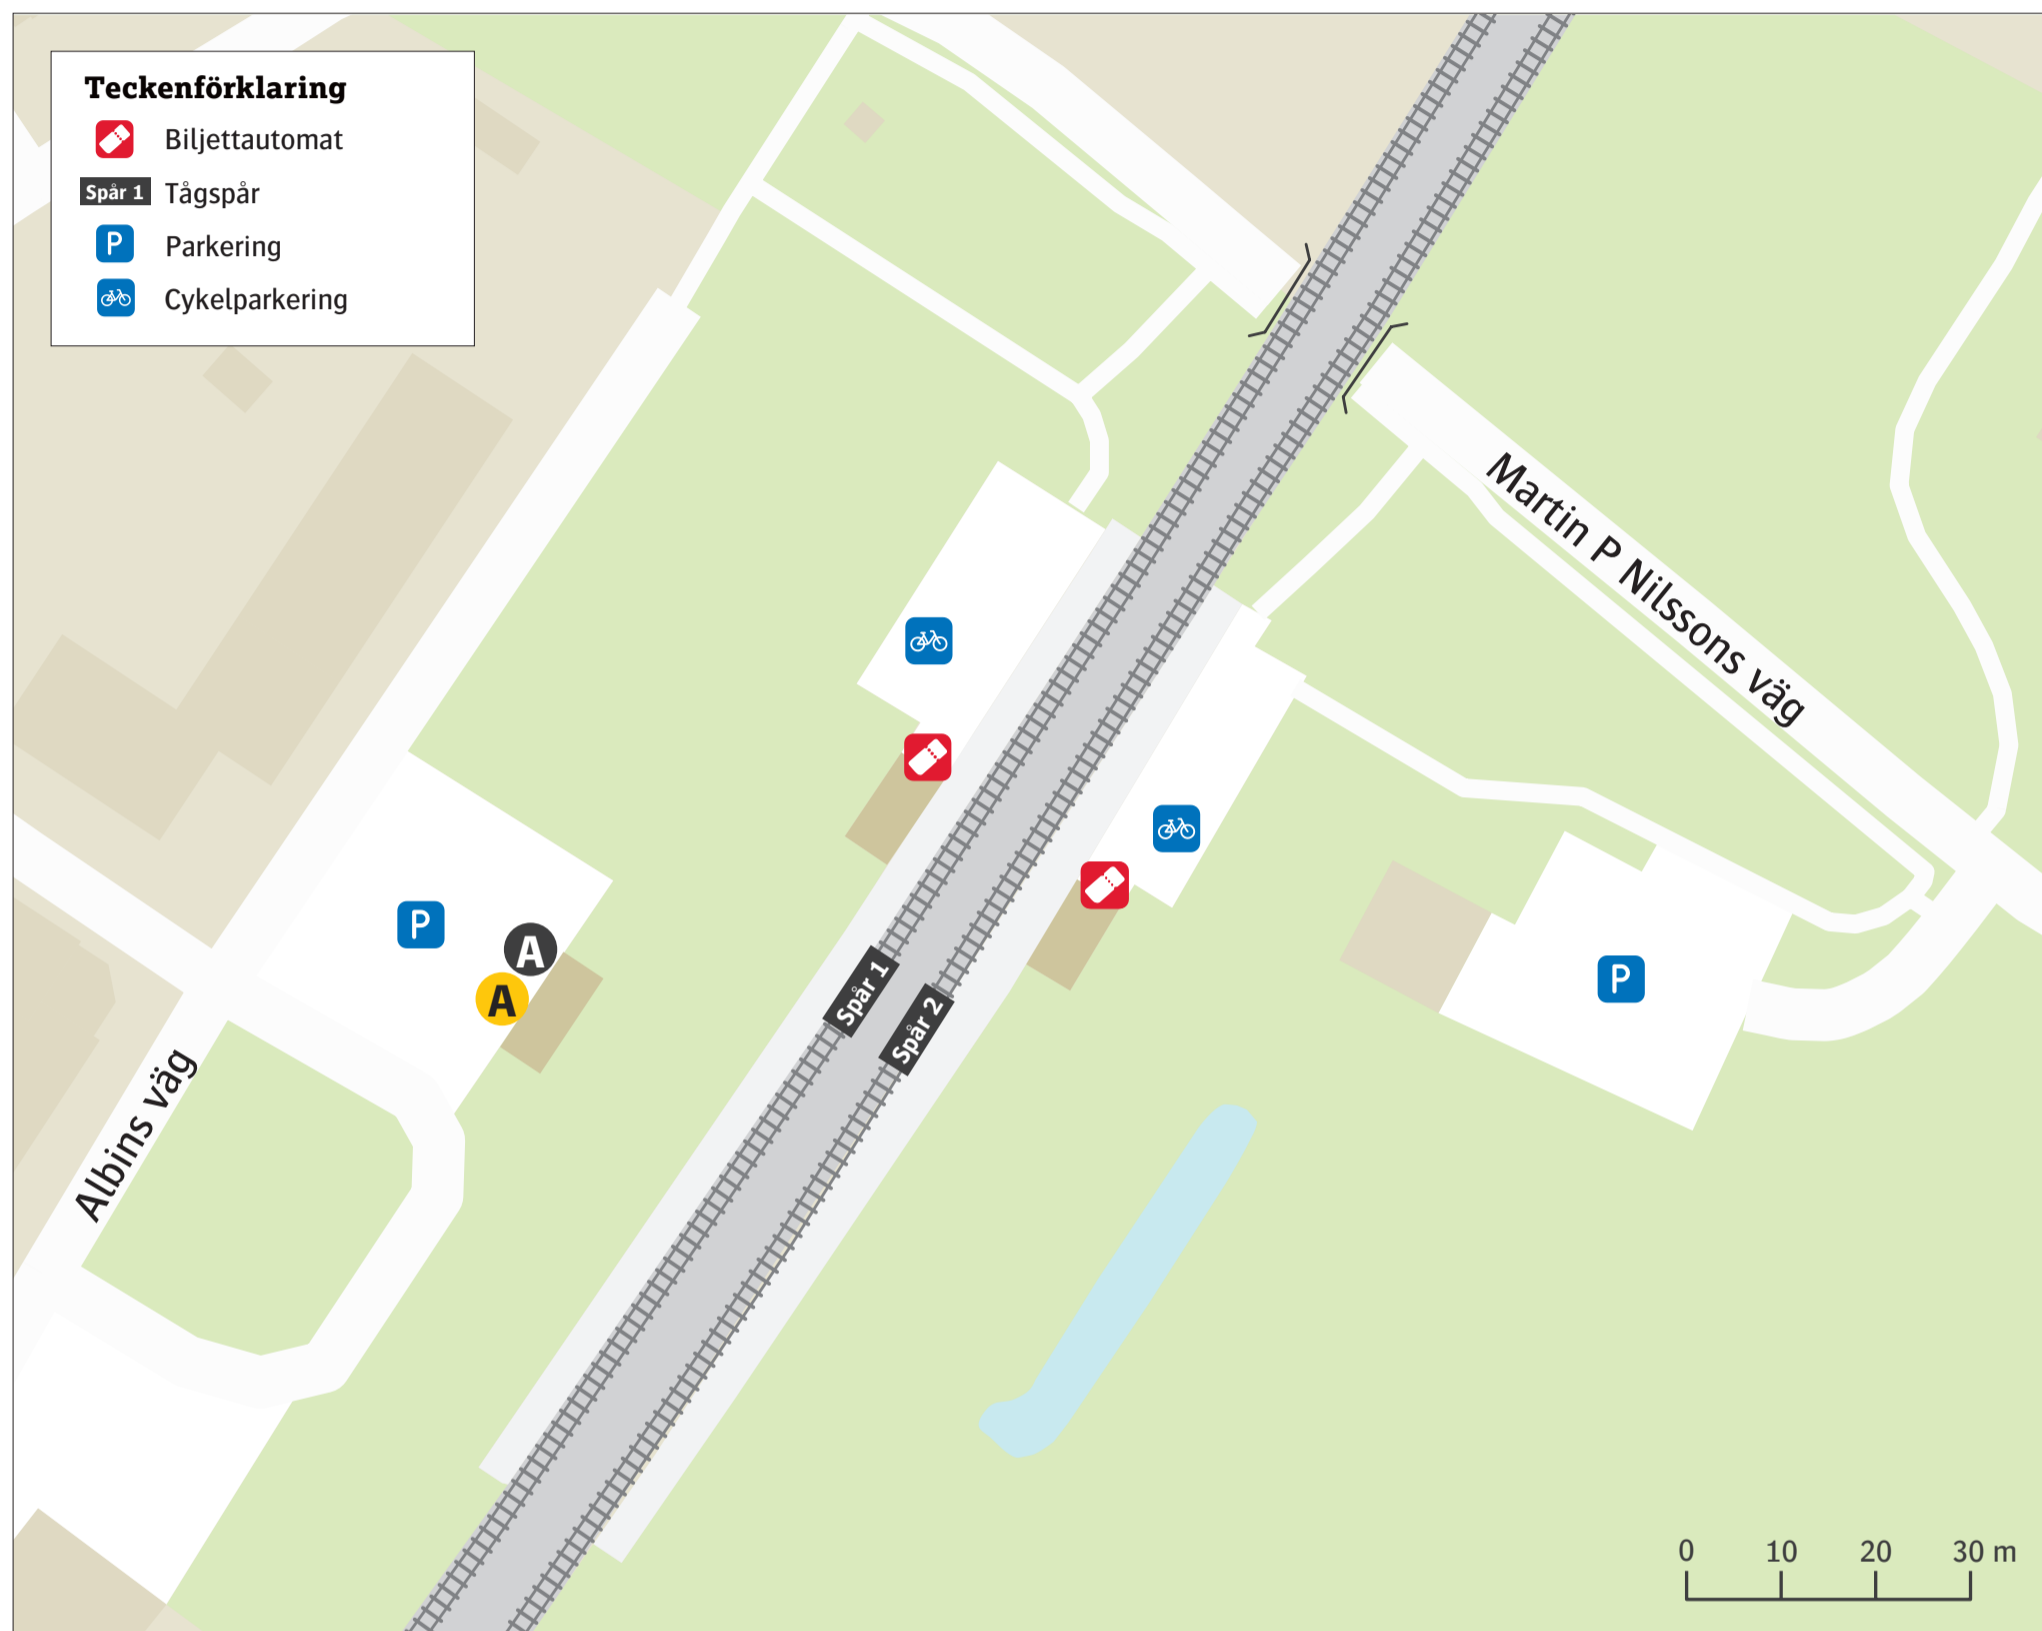 Teckenförklaring
Biljettautomat
Spår 1 Tågspår
P Parkering
Cykelparkering
Martin P Nilssons väg
P
A
A
Spår 1
Spår 2
P
Albins väg
0 10 20 30 m